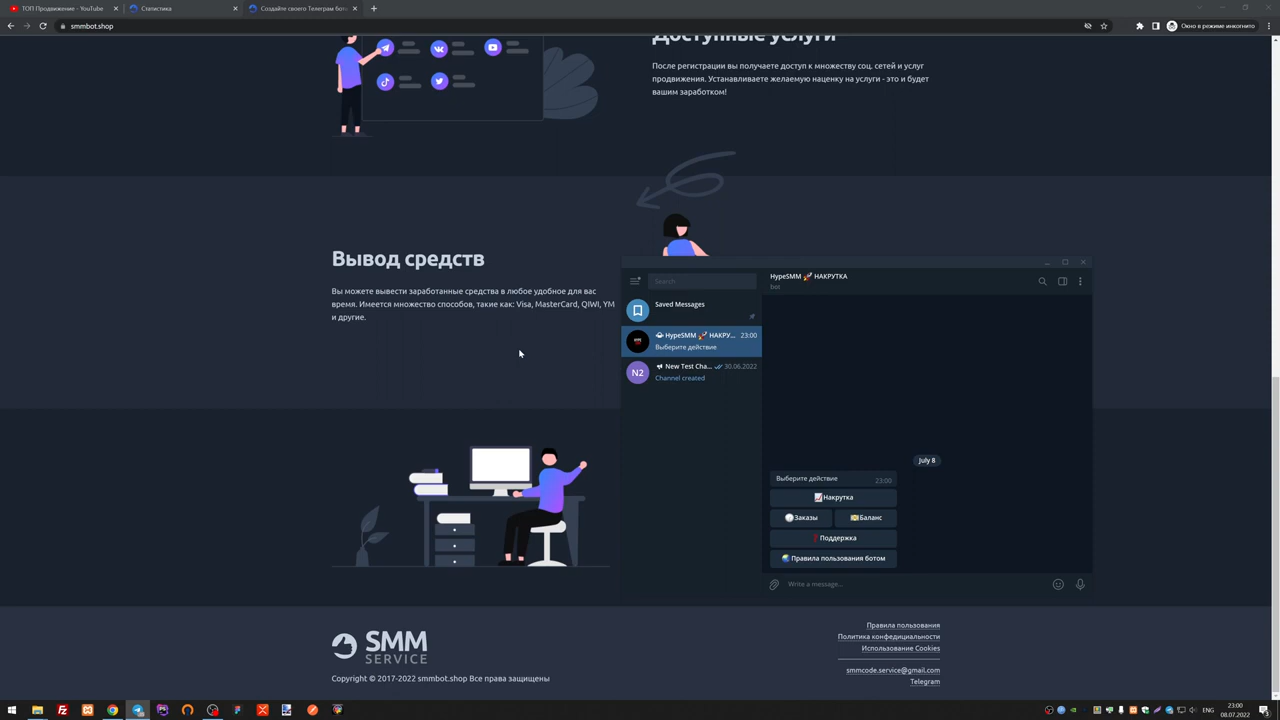 ТОП Продвижение - YouTube
Статистика
Создайте своего Телеграм бот
smmbot.shop
Окно в режиме инкогнито
Доступные услуги
После регистрации вы получаете доступ к множеству соц. сетей и услуг
продвижения. Устанавливаете желаемую наценку на услуги - это и будет
вашим заработком!
Вывод средств
Вы можете вывести заработанные средства в любое удобное для вас
время. Имеется множество способов, такие как: Visa, MasterCard, QIWI, YM
и другие.
Search
Saved Messages
HypeSMM 🚀 НАКРУ... 23:00
Выберите действие
N2
New Test Cha... 30.06.2022
Channel created
HypeSMM 🚀 НАКРУТКА
bot
July 8
Выберите действие
23:00
📈Накрутка
Заказы
Баланс
❓Поддержка
Правила пользования ботом
Write a message...
SMM
SERVICE
Copyright © 2017-2022 smmbot.shop Все права защищены
Правила пользования
Политика конфедициальности
Использование Cookies
smmcode.service@gmail.com
Telegram
ENG
23:00
08.07.2022